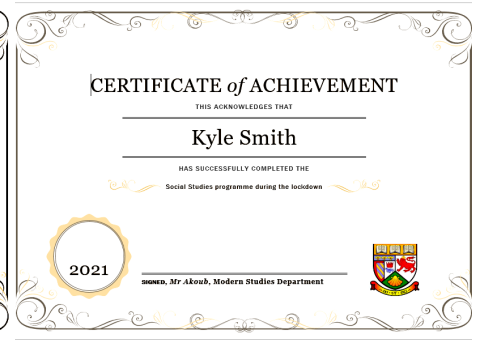 CERTIFICATE of ACHIEVEMENT
THIS ACKNOWLEDGES THAT
Kyle Smith
HAS SUCCESSFULLY COMPLETED THE
Social Studies programme during the lockdown
2021
SIGNED, Mr Akoub, Modern Studies Department